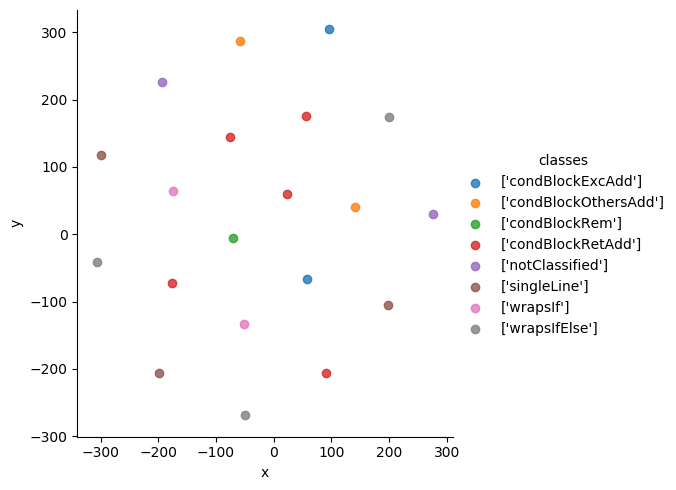 300
200
100
0
−100
−200
−300
y
−300
−200
−100
0
100
200
300
x
classes
['condBlockExcAdd']
['condBlockOthersAdd']
['condBlockRem']
['condBlockRetAdd']
['notClassified']
['singleLine']
['wrapsIf']
['wrapsIfElse']